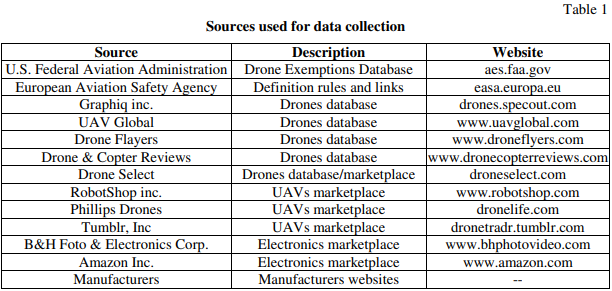 Table 1
Sources used for data collection
Source Description Website
U.S. Federal Aviation Administration Drone Exemptions Database aes.faa.gov
European Aviation Safety Agency Definition rules and links easa.europa.eu
Graphiq inc. Drones database drones.specout.com
UAV Global Drones database www.uavglobal.com
Drone Flayers Drones database www.droneflyers.com
Drone & Copter Reviews Drones database www.dronecopterreviews.com
Drone Select Drones database/marketplace droneselect.com
RobotShop inc. UAVs marketplace www.robotshop.com
Phillips Drones UAVs marketplace dronelife.com
Tumblr, Inc UAVs marketplace dronetradr.tumblr.com
B&H Foto & Electronics Corp. Electronics marketplace www.bhphotovideo.com
Amazon Inc. Electronics marketplace www.amazon.com
Manufacturers Manufacturers websites --